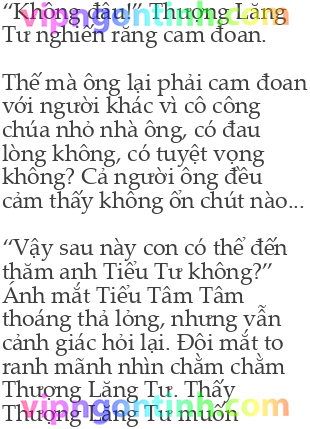 “Không đâu!” Thượng Lăng
vipngontinh.com
Tư nghiến răng cam đoan.
Thế mà ông lại phải cam đoan
với người khác vì cô công
chúa nhỏ nhà ông, có đau
lòng không, có tuyệt vọng
không? Cả người ông đều
cảm thấy không ổn chút nào...
“Vậy sau này con có thể đến
thăm anh Tiểu Tư không?”
Ánh mắt Tiểu Tâm Tâm
thoáng thả lỏng, nhưng vẫn
cảnh giác hỏi lại. Đôi mắt to
ranh mãnh nhìn chằm chằm
Thượng Lăng Tư. Thấy
Thượng Lăng Tư muốn
vipngontinh.com